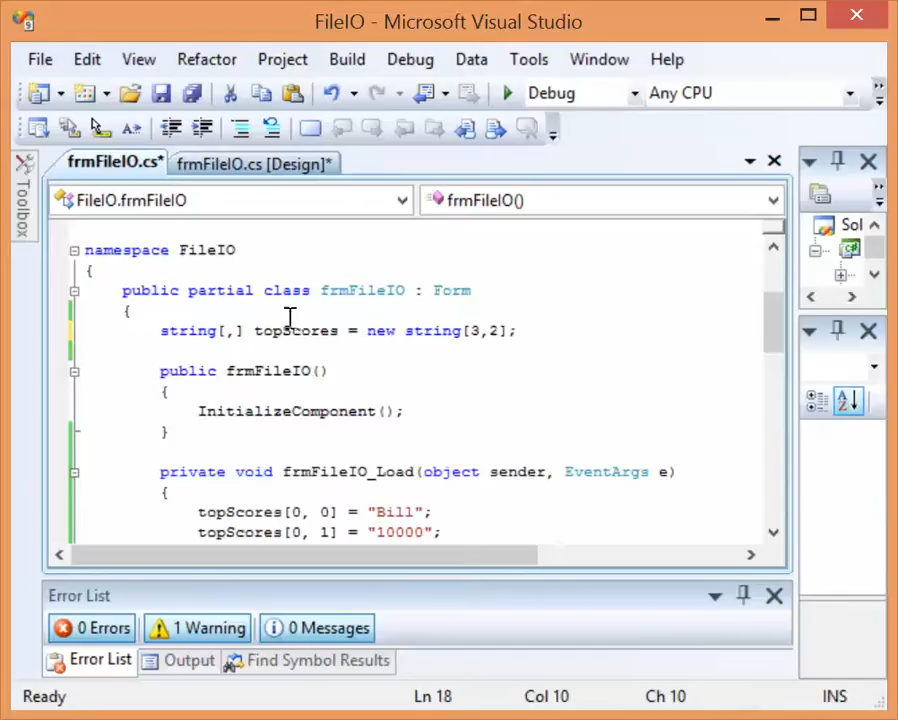 FileIO - Microsoft Visual Studio
File Edit View Refactor Project Build Debug Data Tools Window Help
Debug Any CPU
frmFileIO.cs* frmFileIO.cs [Design]*
Toolbox
FileIO.frmFileIO frmFileIO()
Sol
namespace FileIO
{
public partial class frmFileIO : Form
{
string[,] topScores = new string[3,2];
public frmFileIO()
{
InitializeComponent();
}
private void frmFileIO_Load(object sender, EventArgs e)
{
topScores[0, 0] = "Bill";
topScores[0, 1] = "10000";
Error List
0 Errors 1 Warning 0 Messages
Error List Output Find Symbol Results
Ready Ln 18 Col 10 Ch 10 INS